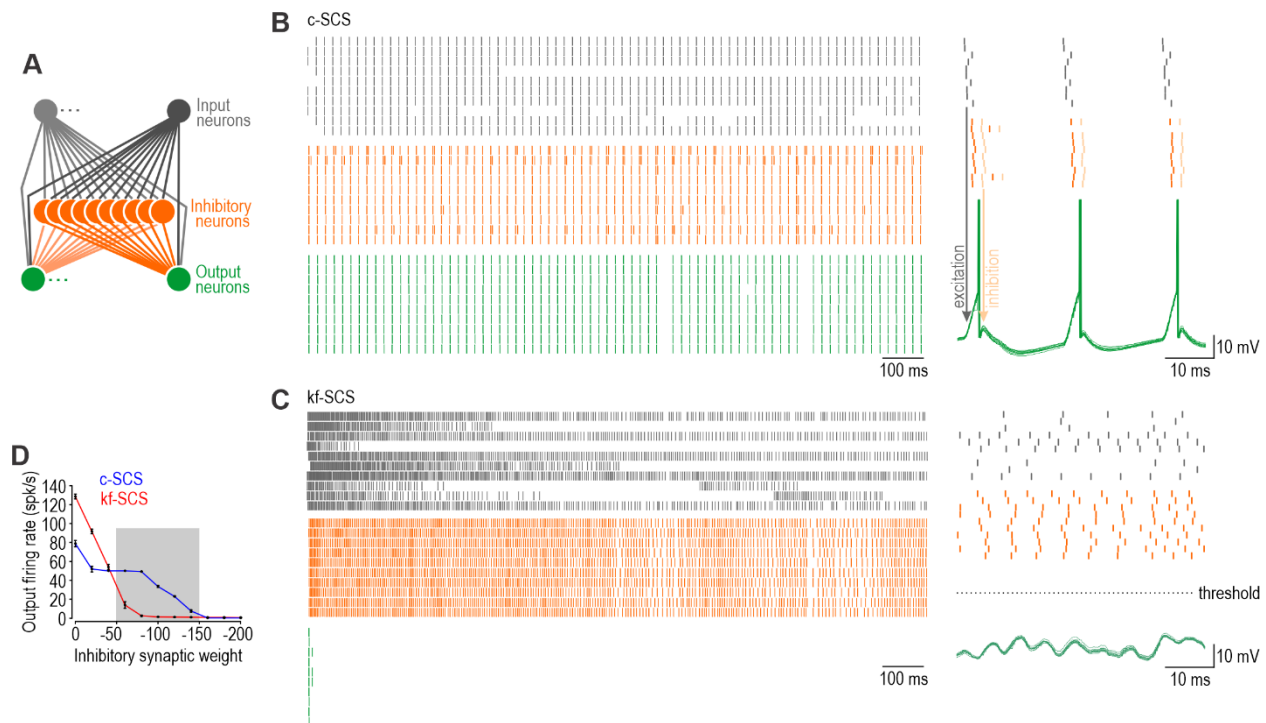 A
Input
neurons
Inhibitory
neurons
Output
neurons
B
c-SCS
100 ms
excitation
inhibition
10 mV
10 ms
C
kf-SCS
100 ms
threshold
10 mV
10 ms
D
c-SCS
kf-SCS
Output firing rate (spk/s)
140
120
100
80
60
40
20
0
0 -50 -100 -150 -200
Inhibitory synaptic weight